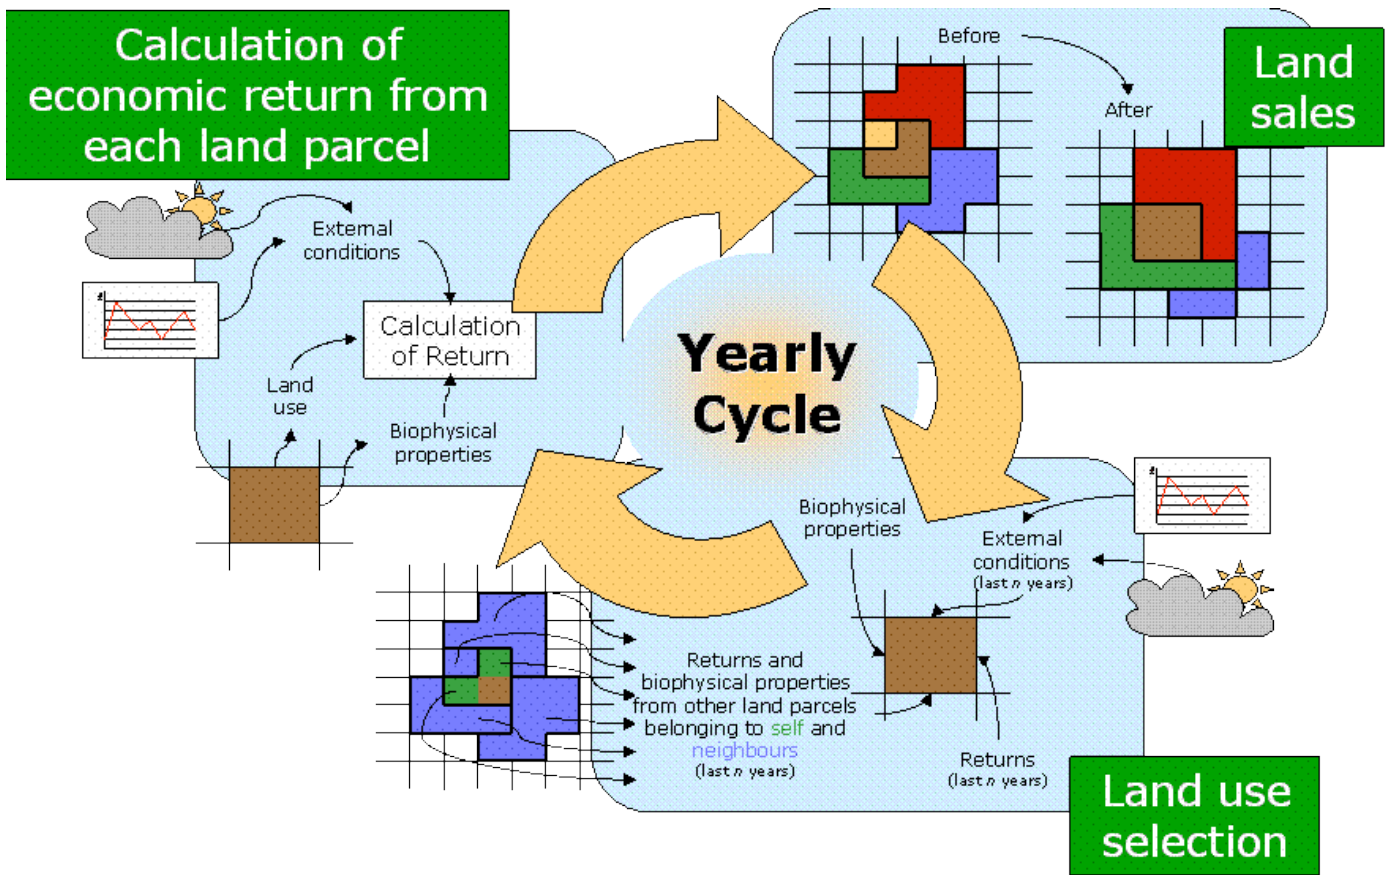 Calculation of
economic return from
each land parcel
External
conditions
Calculation
of Return
Land
use
Biophysical
properties
Before
After
Land
sales
Yearly
Cycle
Biophysical
properties
External
conditions
(last n years)
Returns and
biophysical properties
from other land parcels
belonging to self and
neighbours
(last n years)
Returns
(last n years)
Land use
selection